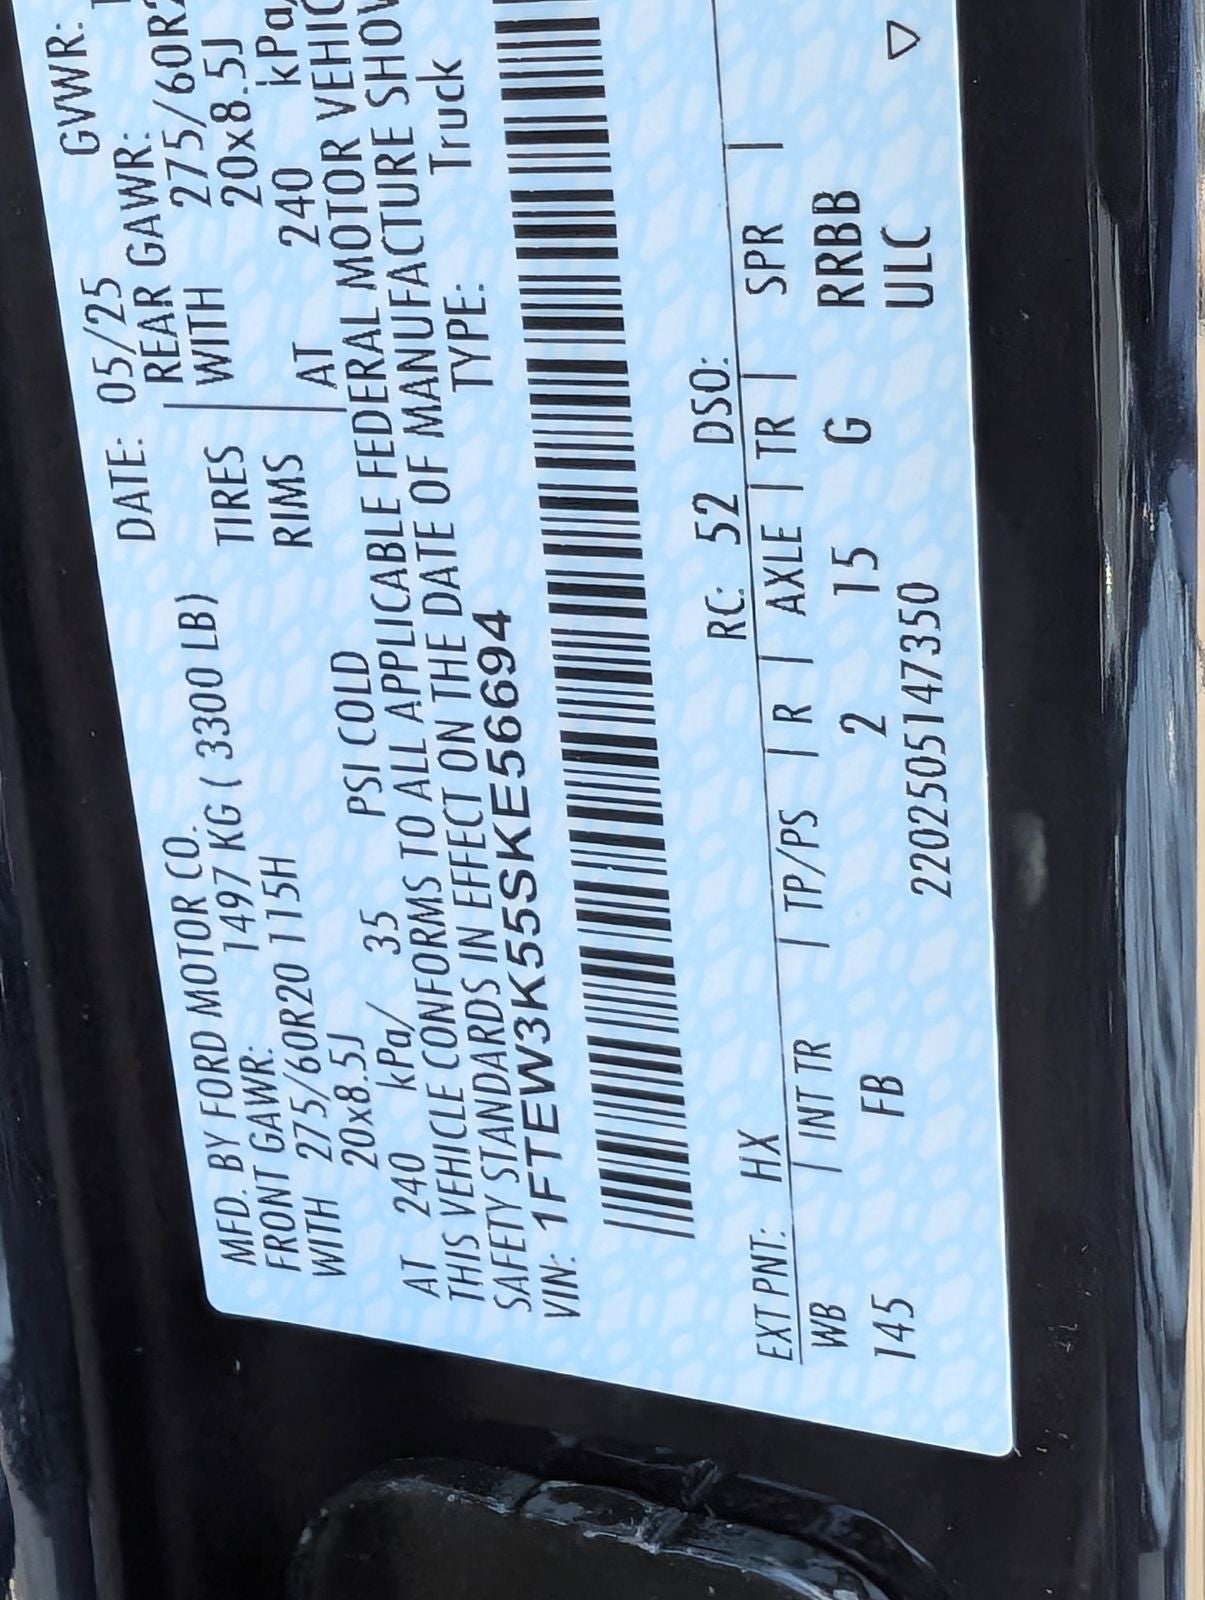 MFD. BY FORD MOTOR CO. DATE: 05/25 GVWR:
FRONT GAWR: 1497 KG ( 3300 LB) REAR GAWR:
WITH 275/60R20 115H TIRES WITH 275/60R2
20x8.5J RIMS 20x8.5J
AT 240 kPa/ 35 PSI COLD AT 240 kPa/
THIS VEHICLE CONFORMS TO ALL APPLICABLE FEDERAL MOTOR VEHIC
SAFETY STANDARDS IN EFFECT ON THE DATE OF MANUFACTURE SHOW
VIN: 1FTEW3K55SKE56694 TYPE: Truck
EXT PNT: HX RC: 52 DSO:
WB | INT TR | TP/PS | R | AXLE | TR | SPR |
145 FB 2 15 G RRBB
220250514 7350 ULC